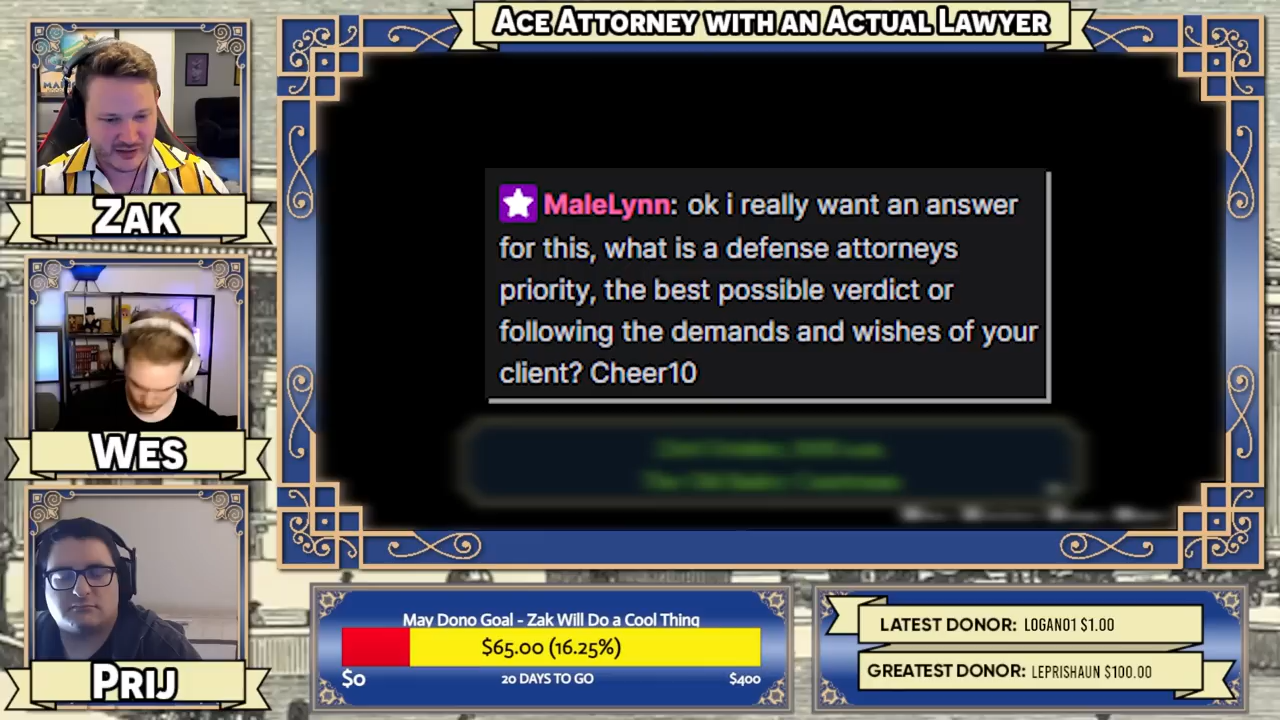 ACE ATTORNEY WITH AN ACTUAL LAWYER
ZAK
MaleLynn: ok i really want an answer
for this, what is a defense attorneys
priority, the best possible verdict or
following the demands and wishes of your
client? Cheer10
WES
PRIJ
May Dono Goal - Zak Will Do a Cool Thing
$65.00 (16.25%)
$0
20 DAYS TO GO
$400
LATEST DONOR: LOGAN01 $1.00
GREATEST DONOR: LEPRISHAUN $100.00